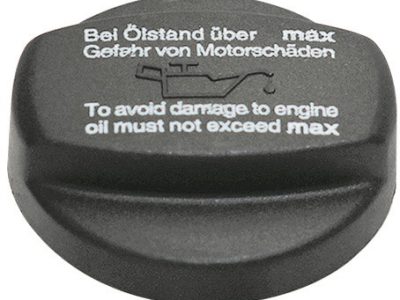 Bei Ölstand über max
Gefahr von Motorschäden
To avoid damage to engine
oil must not exceed max